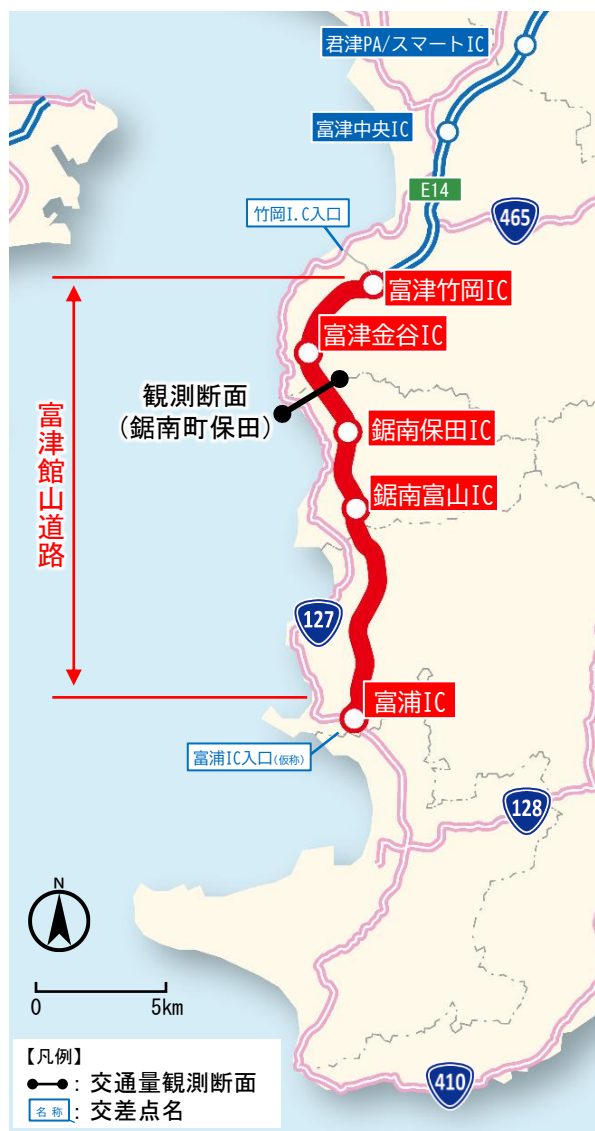 君津PA/スマートIC
富津中央IC
E14
竹岡I.C入口
465
富津竹岡IC
富津金谷IC
観測断面
(鋸南町保田)
鋸南保田IC
富津館山道路
鋸南富山IC
127
富浦IC
富浦IC入口(仮称)
128
N
0 5km
【凡例】
: 交通量観測断面
名称: 交差点名
410